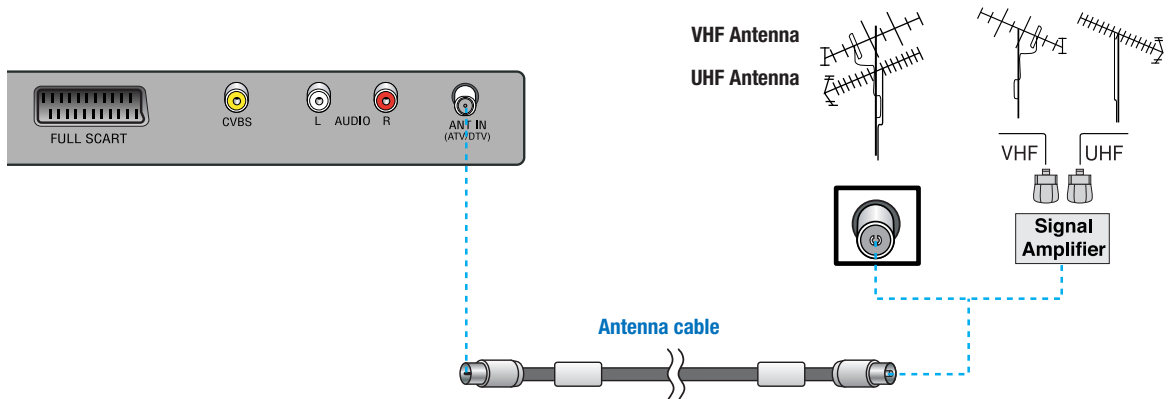 VHF Antenna
UHF Antenna
FULL SCART
CVBS
L AUDIO R
ANT IN
(ATV/DTV)
VHF UHF
Signal
Amplifier
Antenna cable